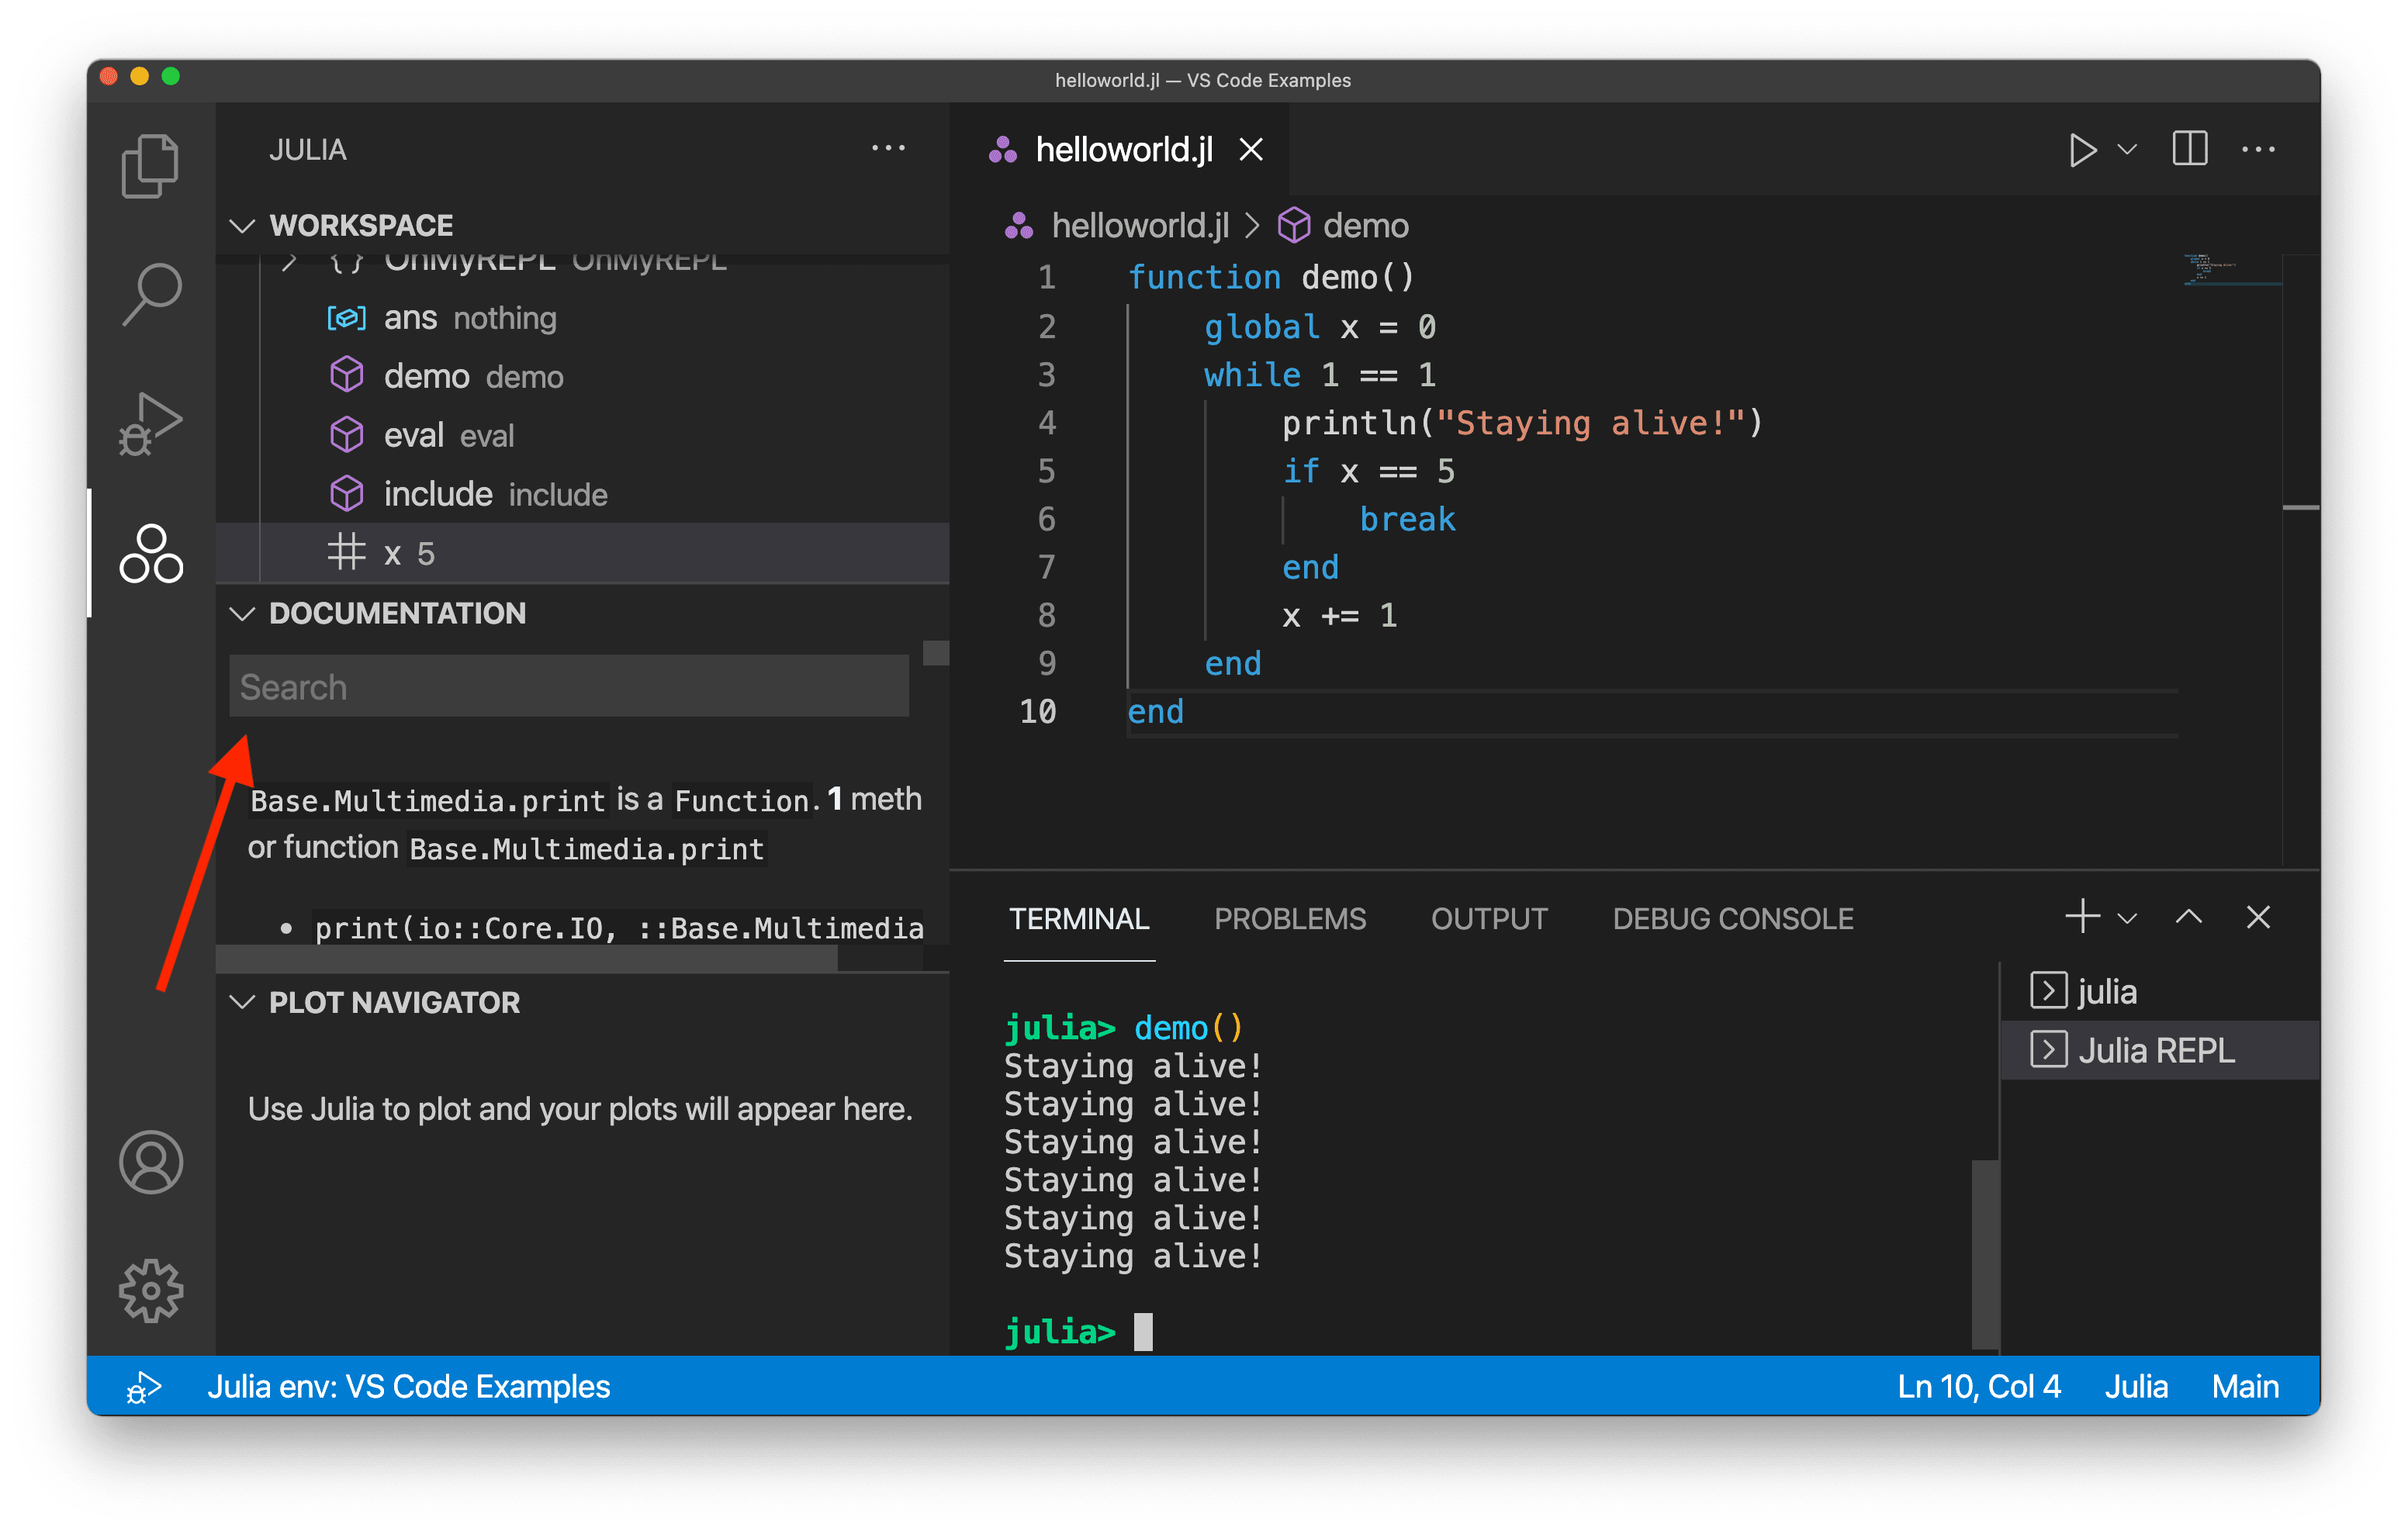 helloworld.jl — VS Code Examples
JULIA
WORKSPACE
{} OhMyREPL OhMyREPL
ans nothing
demo demo
eval eval
include include
x 5
DOCUMENTATION
Search
Base.Multimedia.print is a Function. 1 meth
or function Base.Multimedia.print
• print(io::Core.IO, ::Base.Multimedia
PLOT NAVIGATOR
Use Julia to plot and your plots will appear here.
helloworld.jl
helloworld.jl > demo
1 function demo()
2 global x = 0
3 while 1 == 1
4 println("Staying alive!")
5 if x == 5
6 break
7 end
8 x += 1
9 end
10 end
TERMINAL PROBLEMS OUTPUT DEBUG CONSOLE
julia> demo()
Staying alive!
Staying alive!
Staying alive!
Staying alive!
Staying alive!
Staying alive!
julia>
julia
Julia REPL
Julia env: VS Code Examples
Ln 10, Col 4 Julia Main